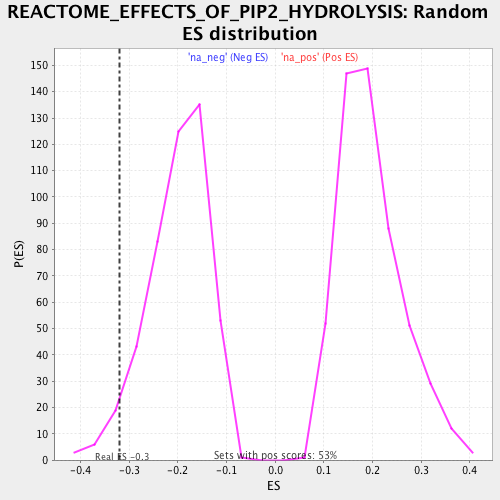 REACTOME_EFFECTS_OF_PIP2_HYDROLYSIS: Random
ES distribution
'na_neg' (Neg ES) 'na_pos' (Pos ES)
150
140
130
120
110
100
90
80
70
60
50
40
30
20
10
0
P(ES)
Real ES -0.3
Sets with pos scores: 53%
-0.4 -0.3 -0.2 -0.1 0.0 0.1 0.2 0.3 0.4
ES